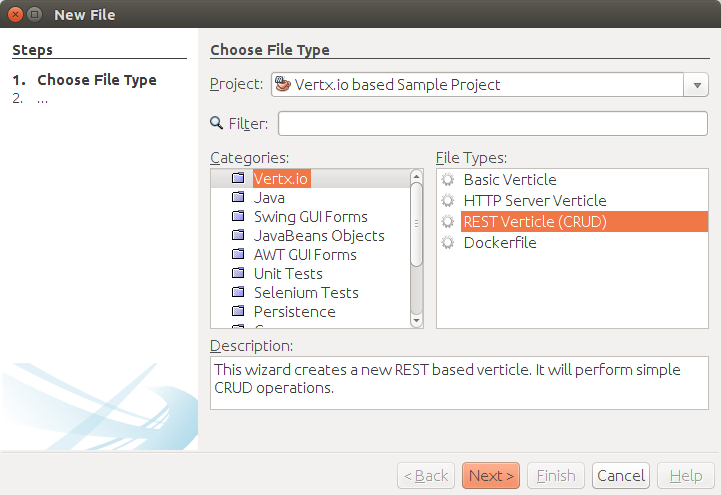 New File
Steps
1. Choose File Type
2. ...
Choose File Type
Project: Vertx.io based Sample Project
Filter:
Categories:
Vertx.io
Java
Swing GUI Forms
JavaBeans Objects
AWT GUI Forms
Unit Tests
Selenium Tests
Persistence
File Types:
Basic Verticle
HTTP Server Verticle
REST Verticle (CRUD)
Dockerfile
Description:
This wizard creates a new REST based verticle. It will perform simple
CRUD operations.
< Back Next > Finish Cancel Help